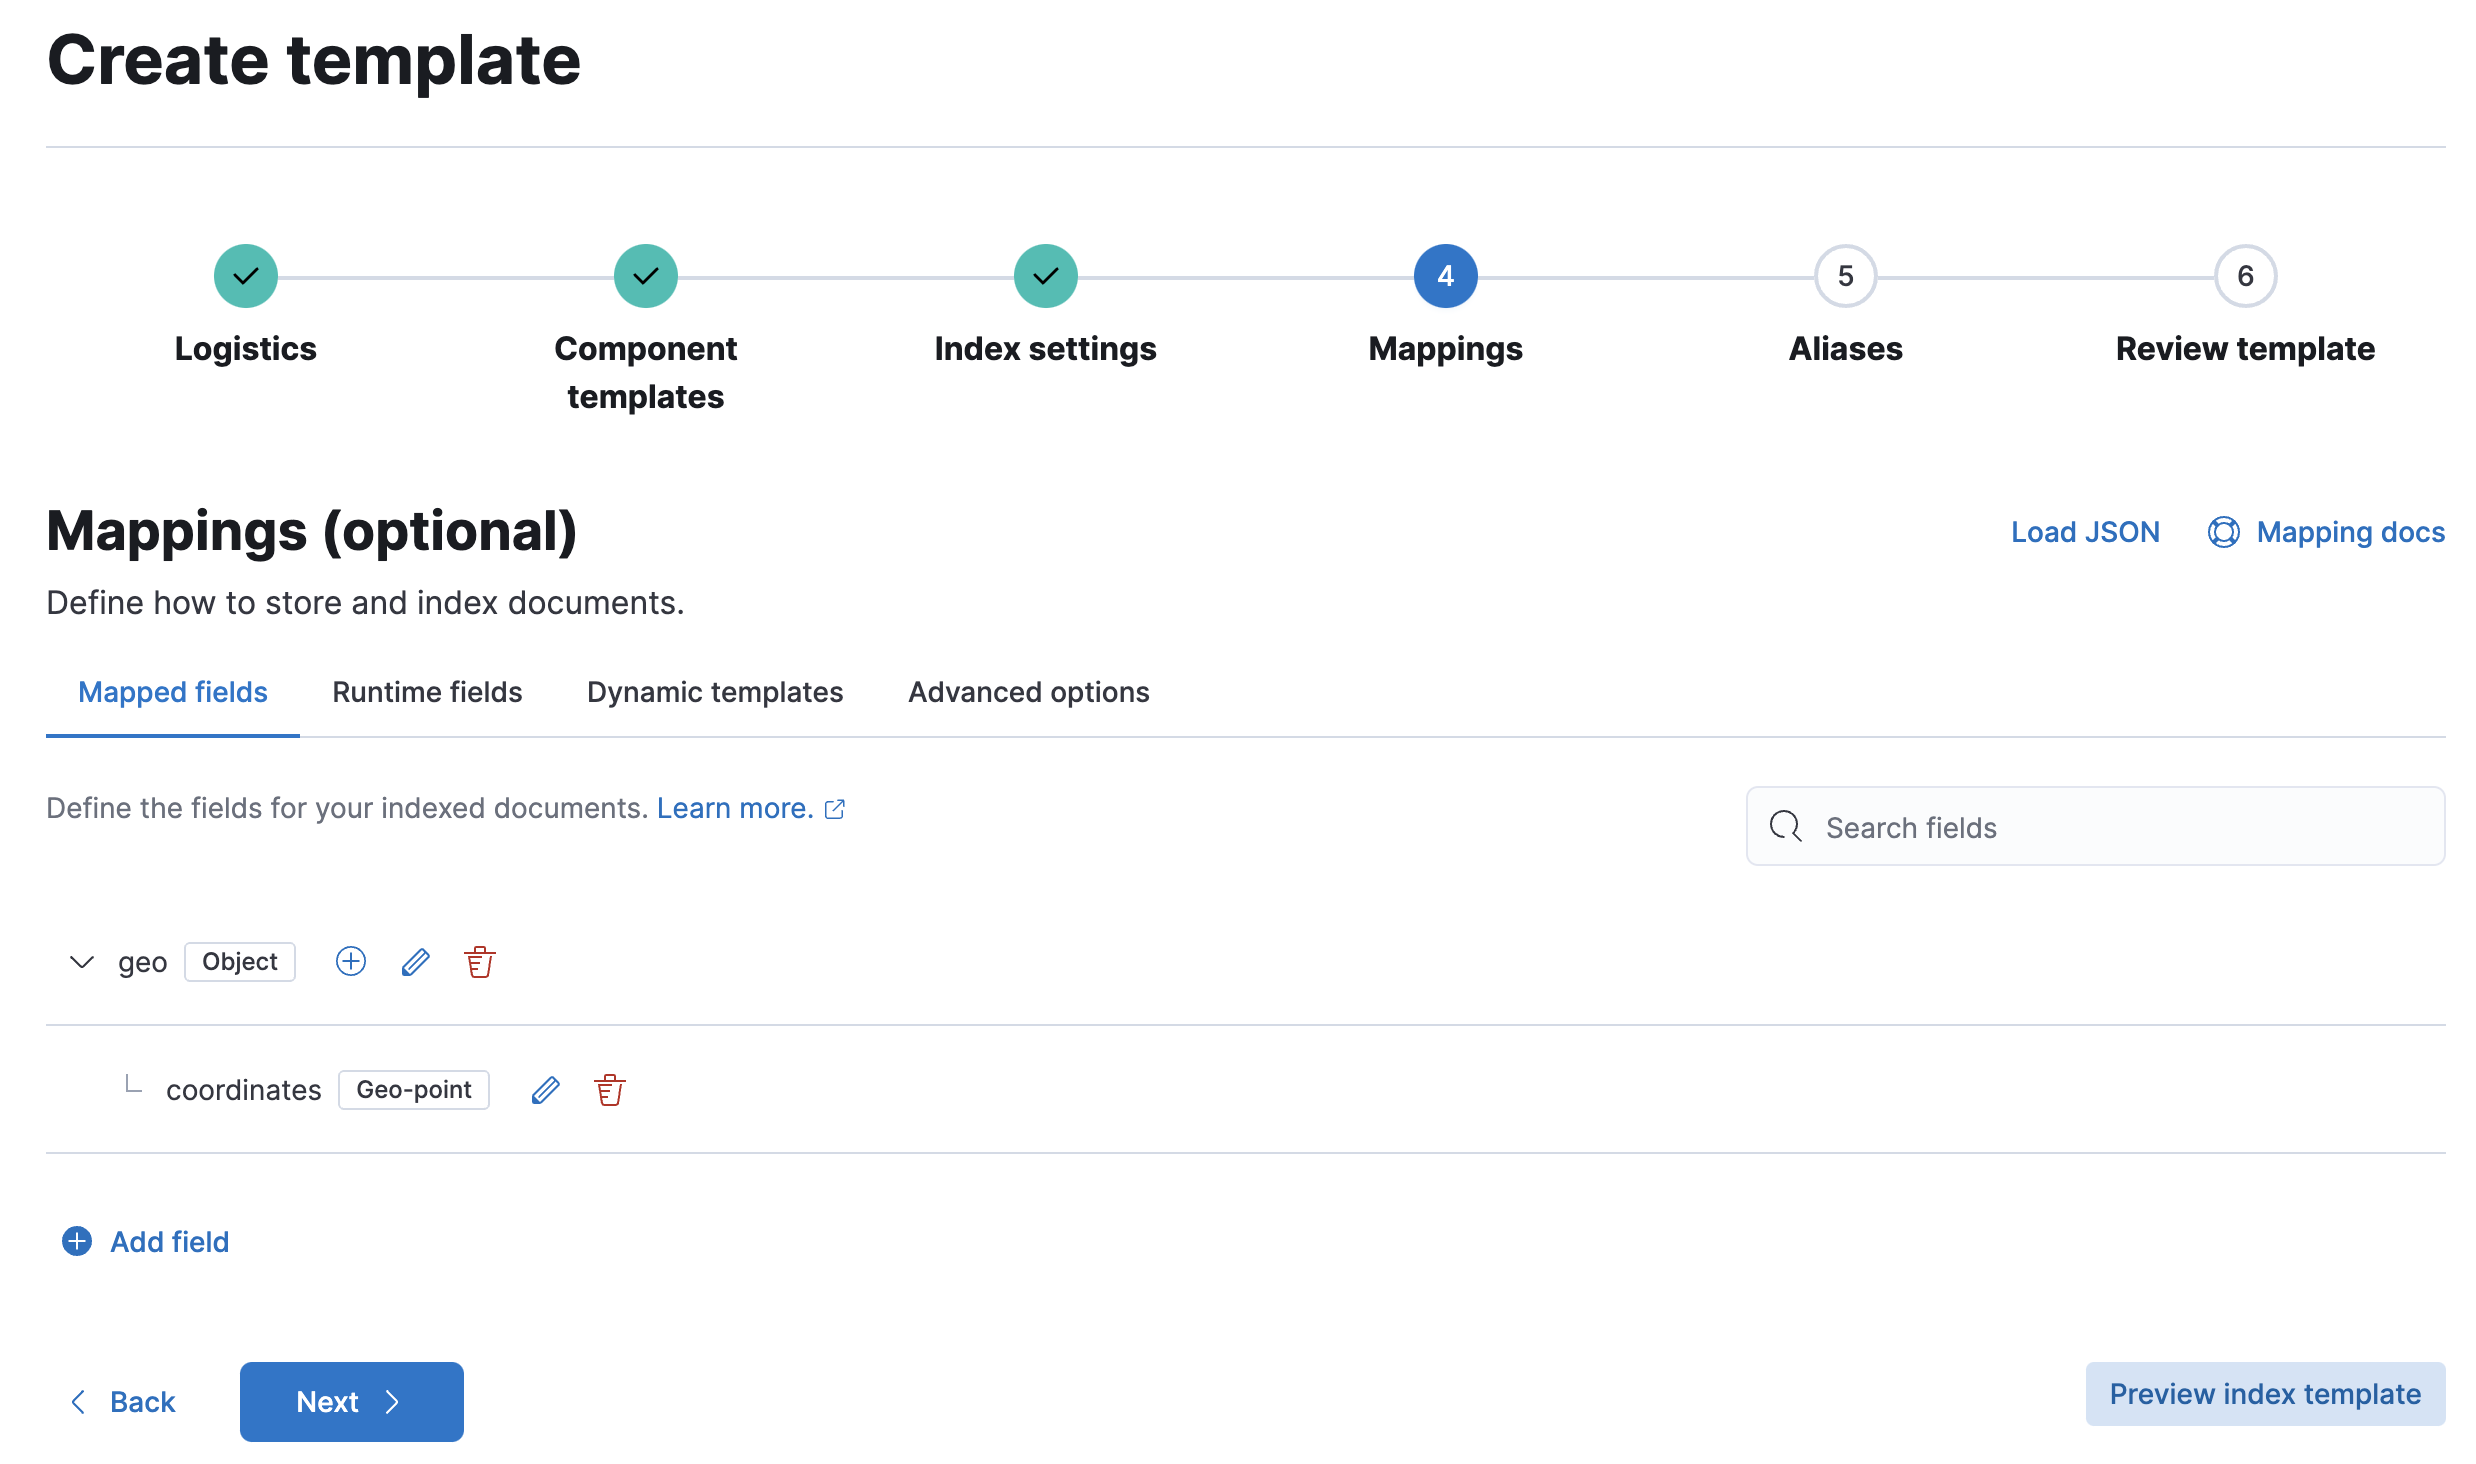 Create template
4
5
6
Logistics
Component
templates
Index settings
Mappings
Aliases
Review template
Mappings (optional)
Load JSON
Mapping docs
Define how to store and index documents.
Mapped fields
Runtime fields
Dynamic templates
Advanced options
Define the fields for your indexed documents. Learn more.
Search fields
geo
Object
coordinates
Geo-point
Add field
Back
Next
Preview index template